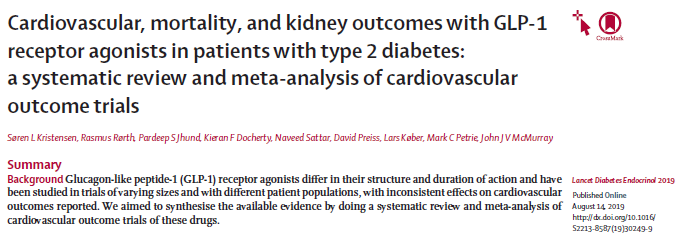 Cardiovascular, mortality, and kidney outcomes with GLP-1
receptor agonists in patients with type 2 diabetes:
a systematic review and meta-analysis of cardiovascular
outcome trials
CrossMark
Søren L Kristensen, Rasmus Rørth, Pardeep S Jhund, Kieran F Docherty, Naveed Sattar, David Preiss, Lars Køber, Mark C Petrie, John J V McMurray
Summary
Background Glucagon-like peptide-1 (GLP-1) receptor agonists differ in their structure and duration of action and have
been studied in trials of varying sizes and with different patient populations, with inconsistent effects on cardiovascular
outcomes reported. We aimed to synthesise the available evidence by doing a systematic review and meta-analysis of
cardiovascular outcome trials of these drugs.
Lancet Diabetes Endocrinol 2019
Published Online
August 14, 2019
http://dx.doi.org/10.1016/
S2213-8587(19)30249-9